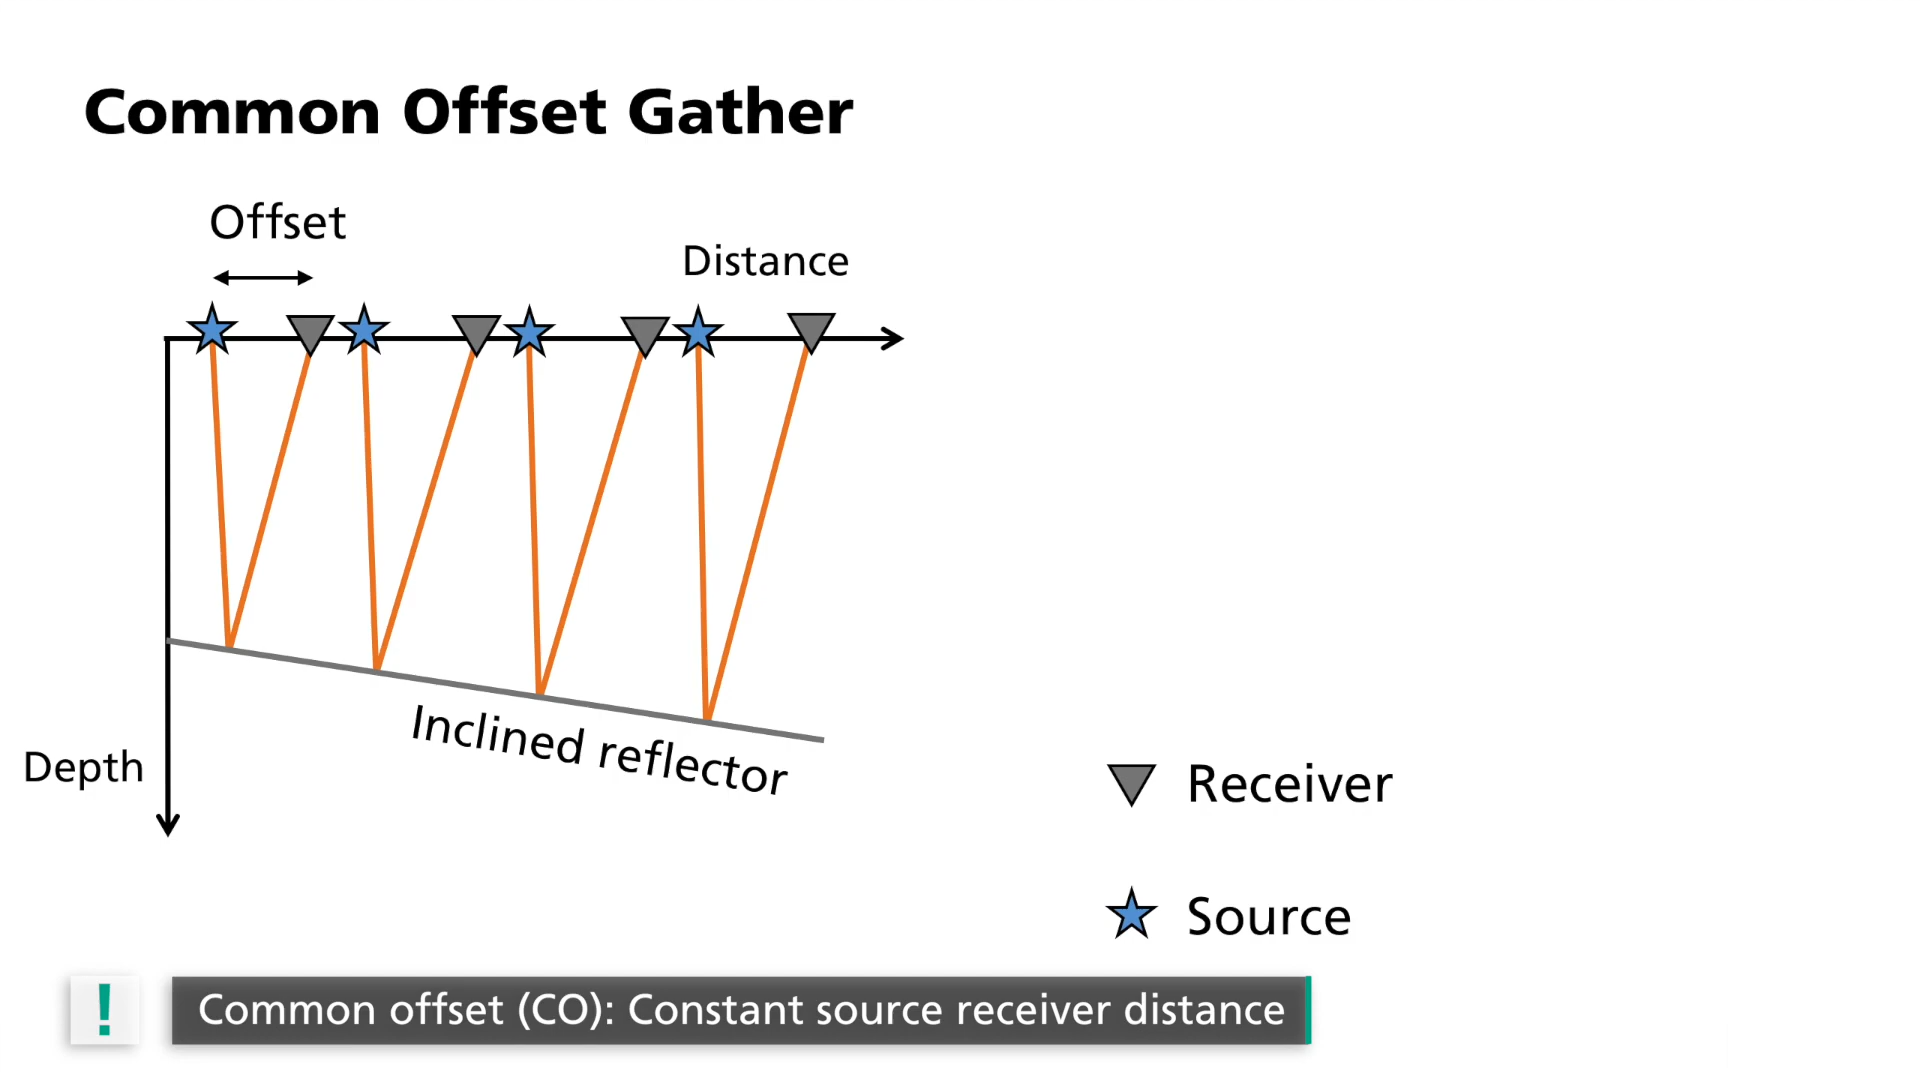 Common Offset Gather
Offset
Distance
Inclined reflector
Depth
Receiver
Source
! Common offset (CO): Constant source receiver distance